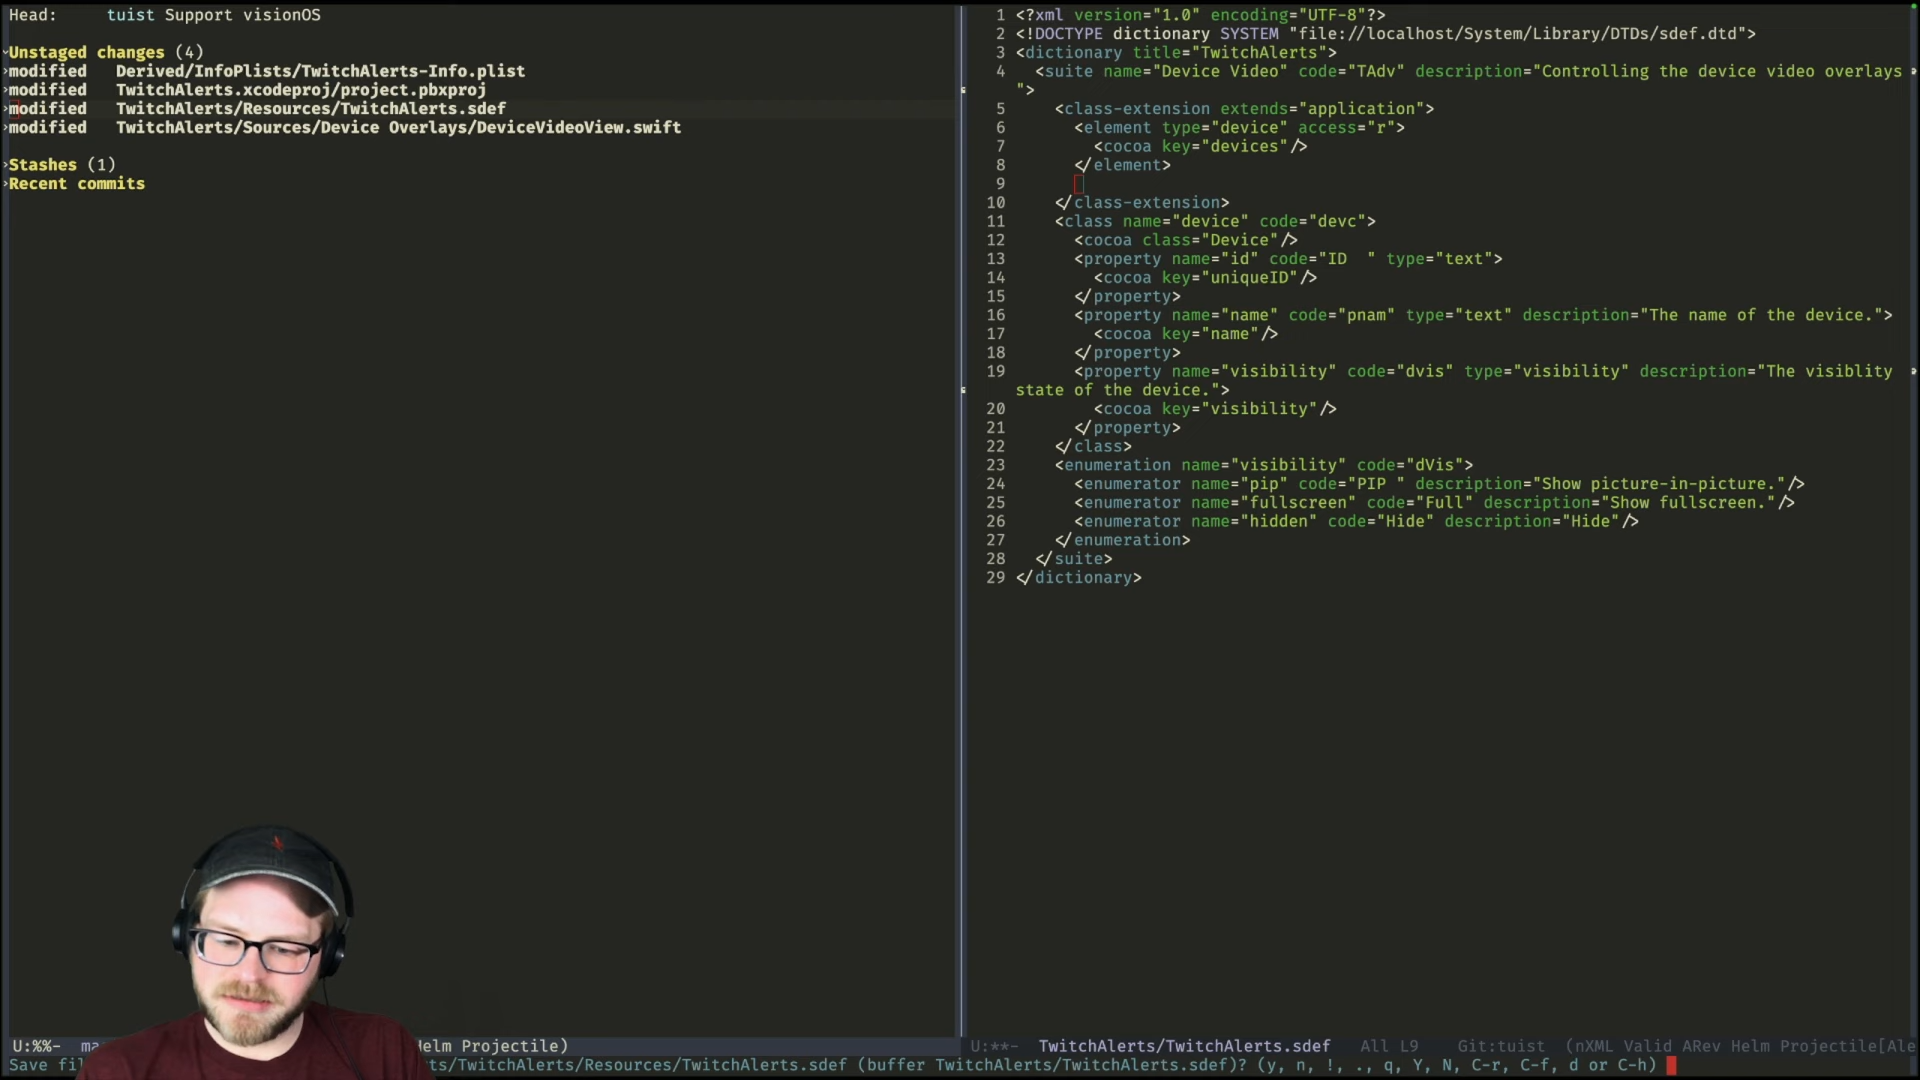 Head:     tuist Support visionOS
Unstaged changes (4)
modified   Derived/InfoPlists/TwitchAlerts-Info.plist
modified   TwitchAlerts.xcodeproj/project.pbxproj
modified   TwitchAlerts/Resources/TwitchAlerts.sdef
modified   TwitchAlerts/Sources/Device Overlays/DeviceVideoView.swift
Stashes (1)
Recent commits
1 <?xml version="1.0" encoding="UTF-8"?>
2 <!DOCTYPE dictionary SYSTEM "file://localhost/System/Library/DTDs/sdef.dtd">
3 <dictionary title="TwitchAlerts">
4   <suite name="Device Video" code="TAdv" description="Controlling the device video overlays
">
5     <class-extension extends="application">
6       <element type="device" access="r">
7         <cocoa key="devices"/>
8       </element>
9
10     </class-extension>
11     <class name="device" code="devc">
12       <cocoa class="Device"/>
13       <property name="id" code="ID  " type="text">
14         <cocoa key="uniqueID"/>
15       </property>
16       <property name="name" code="pnam" type="text" description="The name of the device.">
17         <cocoa key="name"/>
18       </property>
19       <property name="visibility" code="dvis" type="visibility" description="The visiblity
state of the device.">
20         <cocoa key="visibility"/>
21       </property>
22     </class>
23     <enumeration name="visibility" code="dVis">
24       <enumerator name="pip" code="PIP " description="Show picture-in-picture."/>
25       <enumerator name="fullscreen" code="Full" description="Show fullscreen."/>
26       <enumerator name="hidden" code="Hide" description="Hide"/>
27     </enumeration>
28   </suite>
29 </dictionary>
U:%%-  ma elm Projectile)
U:**-  TwitchAlerts/TwitchAlerts.sdef   All L9    Git:tuist  (nXML Valid ARev Helm Projectile[Ale
Save fi ts/TwitchAlerts/Resources/TwitchAlerts.sdef (buffer TwitchAlerts/TwitchAlerts.sdef)? (y, n, !, ., q, Y, N, C-r, C-f, d or C-h)